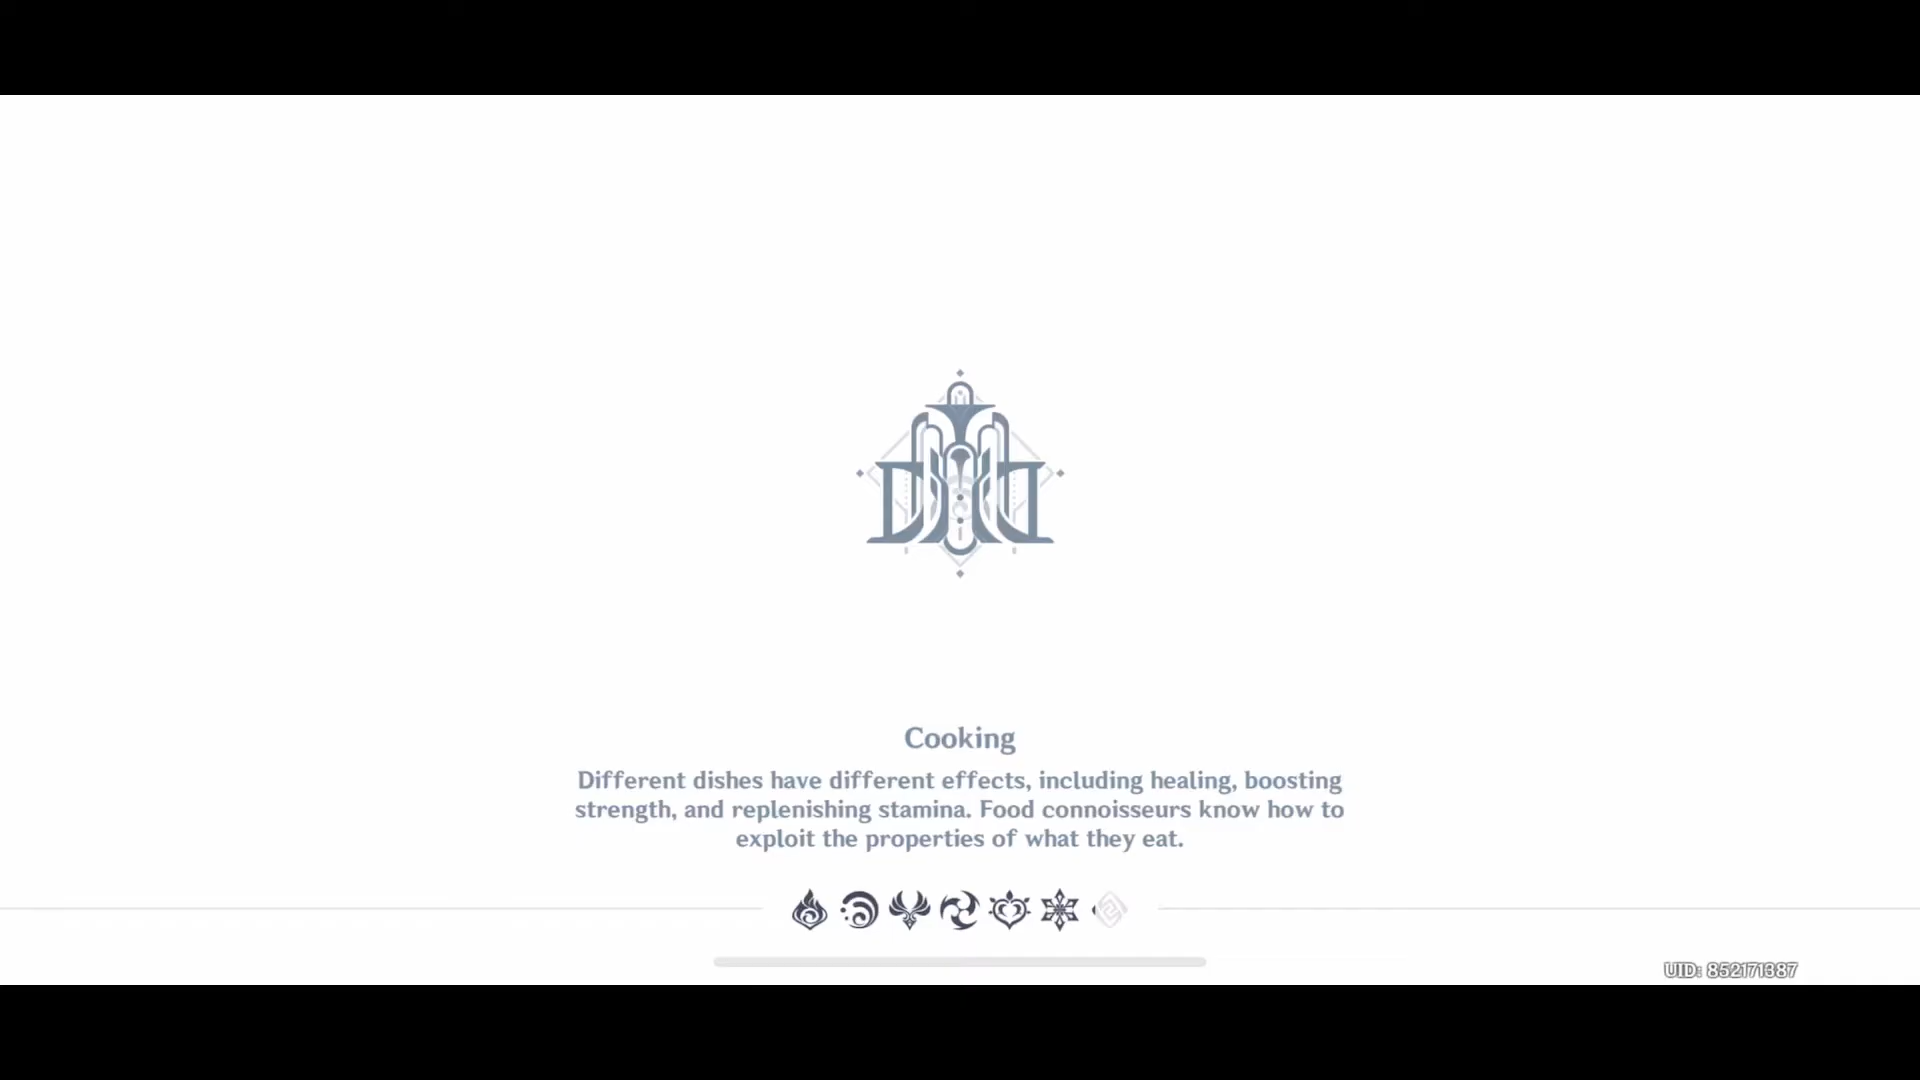 Cooking
Different dishes have different effects, including healing, boosting
strength, and replenishing stamina. Food connoisseurs know how to
exploit the properties of what they eat.
UID: 852171387